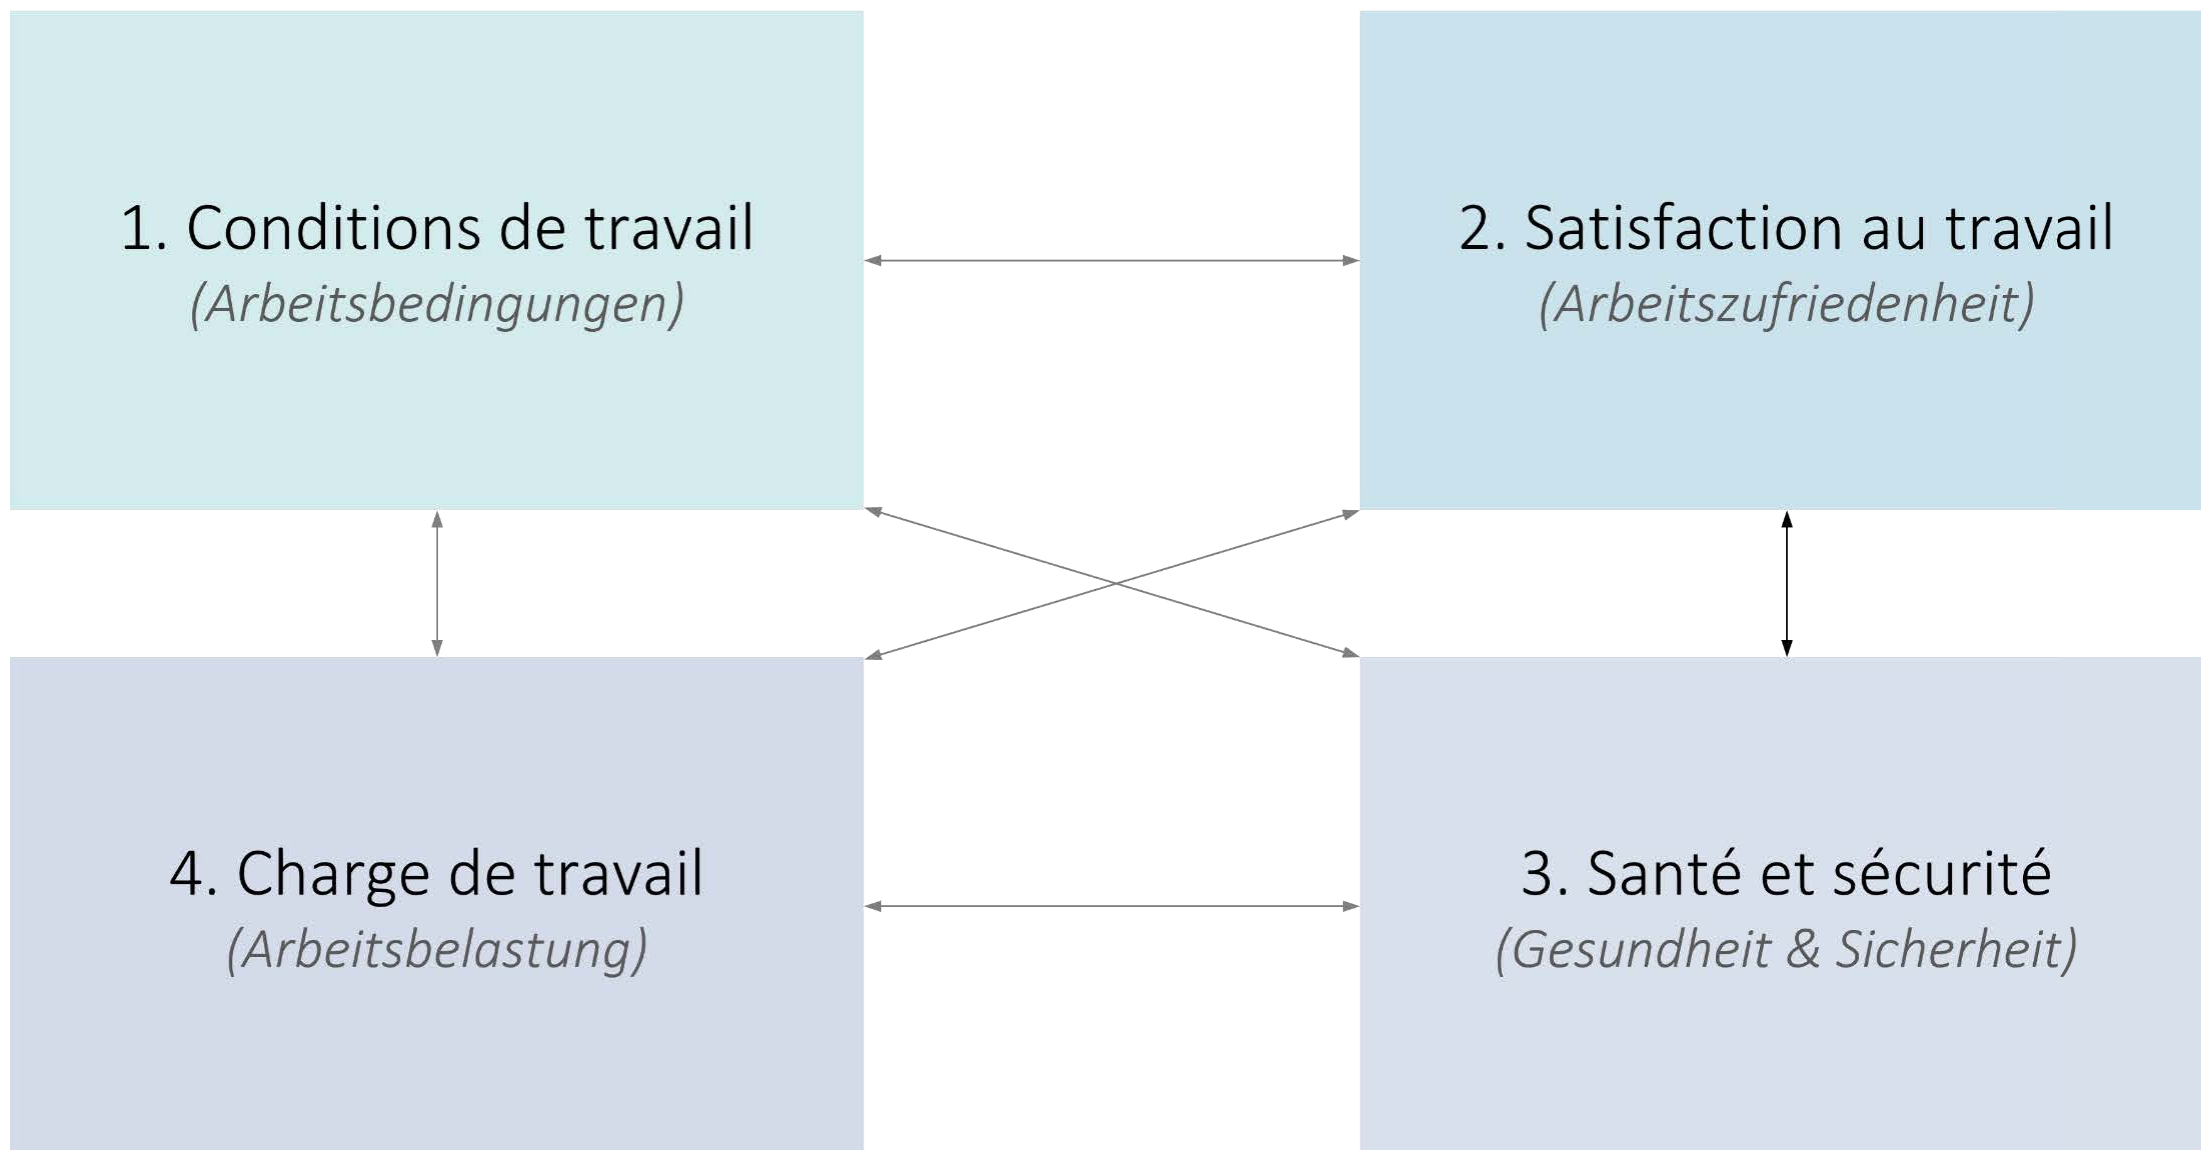 1. Conditions de travail
(Arbeitsbedingungen)
2. Satisfaction au travail
(Arbeitszufriedenheit)
4. Charge de travail
(Arbeitsbelastung)
3. Santé et sécurité
(Gesundheit & Sicherheit)